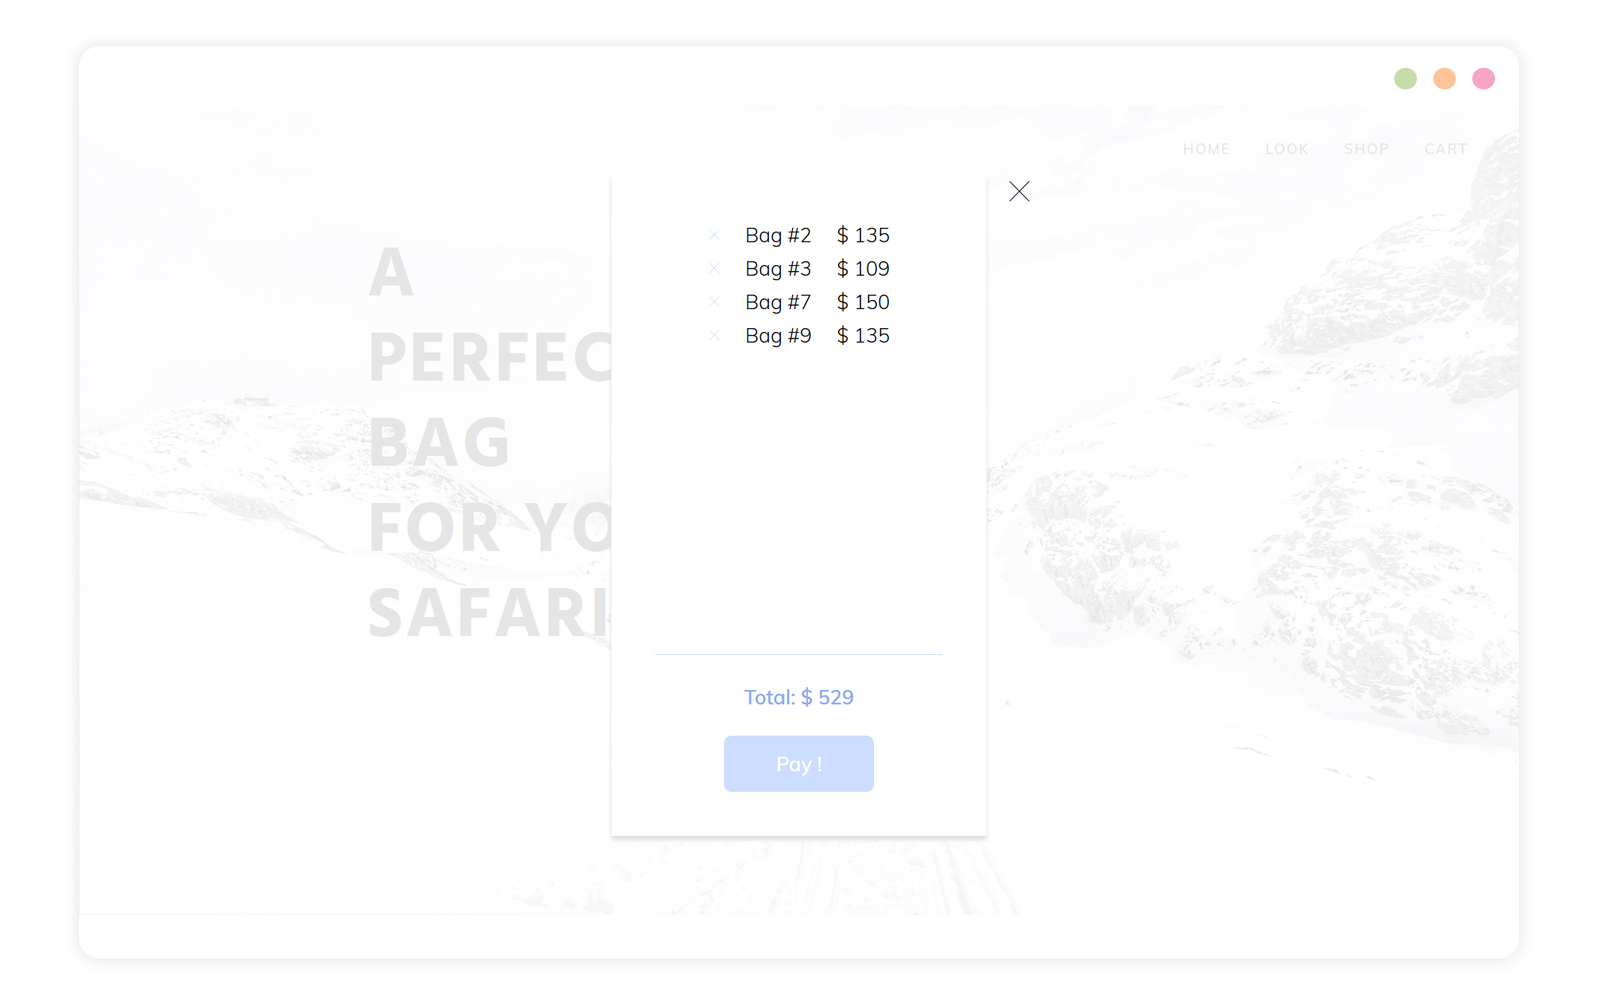 HOME LOOK SHOP CART
A
PERFEC
BAG
FOR YO
SAFARI
Bag #2 $ 135
Bag #3 $ 109
Bag #7 $ 150
Bag #9 $ 135
Total: $ 529
Pay !